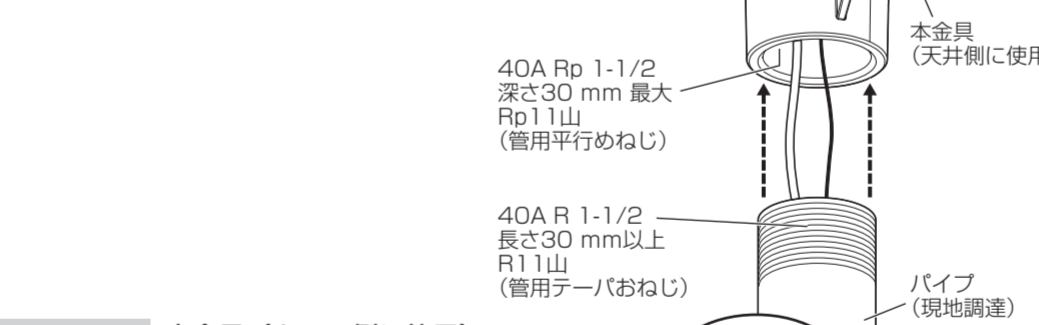 40A Rp 1-1/2
深さ30 mm 最大
Rp11山
（管用平行めねじ）
本金具
（天井側に使用
40A R 1-1/2
長さ30 mm以上
R11山
（管用テーパおねじ）
パイプ
（現地調達）